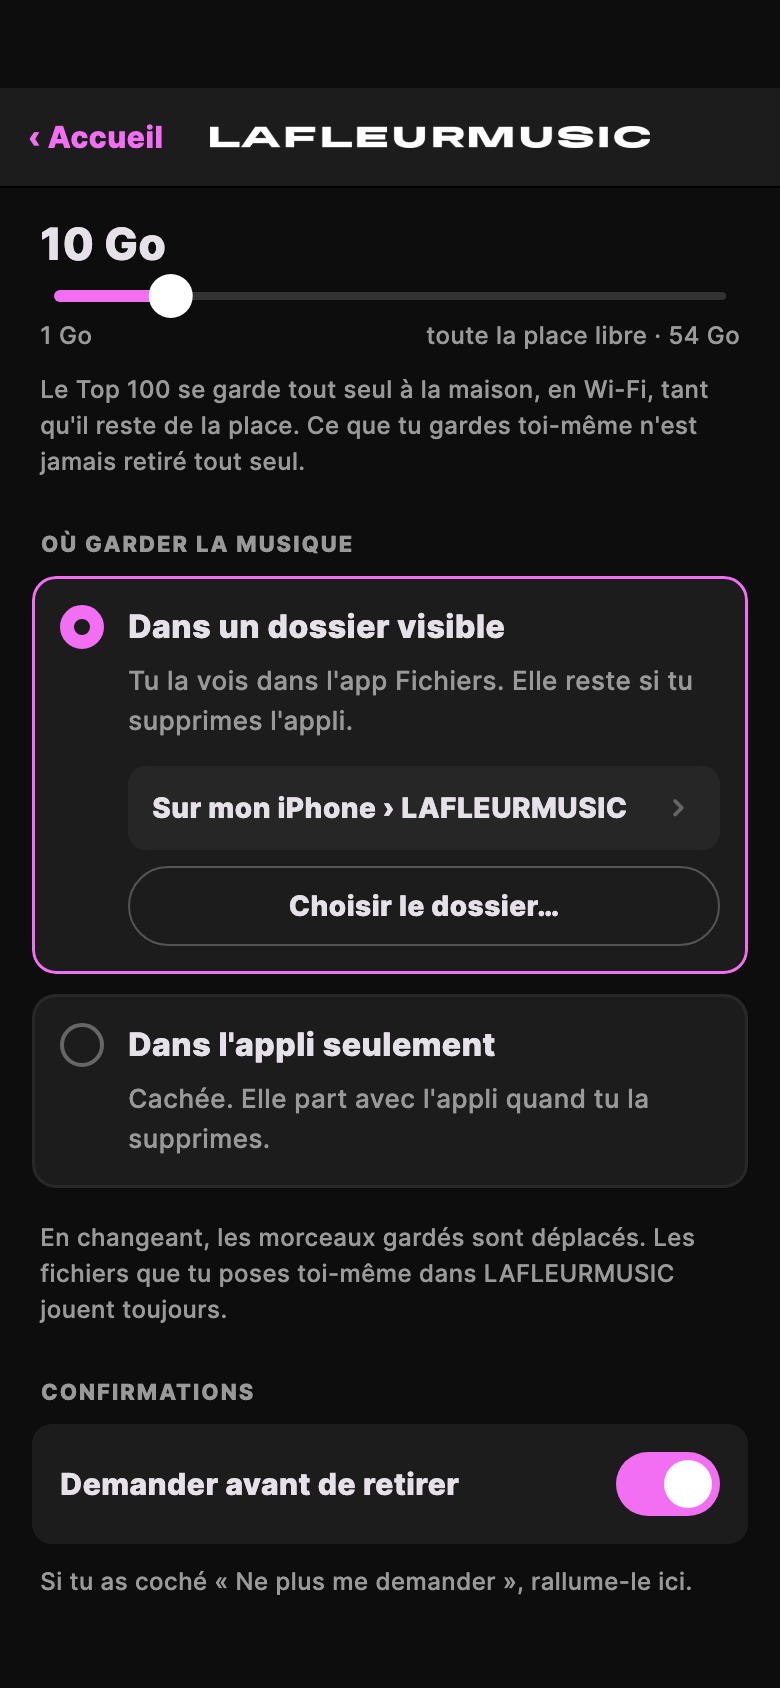 ‹ Accueil
LAFLEURMUSIC
10 Go
1 Go
toute la place libre · 54 Go
Le Top 100 se garde tout seul à la maison, en Wi-Fi, tant
qu'il reste de la place. Ce que tu gardes toi-même n'est
jamais retiré tout seul.
OÙ GARDER LA MUSIQUE
Dans un dossier visible
Tu la vois dans l'app Fichiers. Elle reste si tu
supprimes l'appli.
Sur mon iPhone › LAFLEURMUSIC
Choisir le dossier…
Dans l'appli seulement
Cachée. Elle part avec l'appli quand tu la
supprimes.
En changeant, les morceaux gardés sont déplacés. Les
fichiers que tu poses toi-même dans LAFLEURMUSIC
jouent toujours.
CONFIRMATIONS
Demander avant de retirer
Si tu as coché « Ne plus me demander », rallume-le ici.